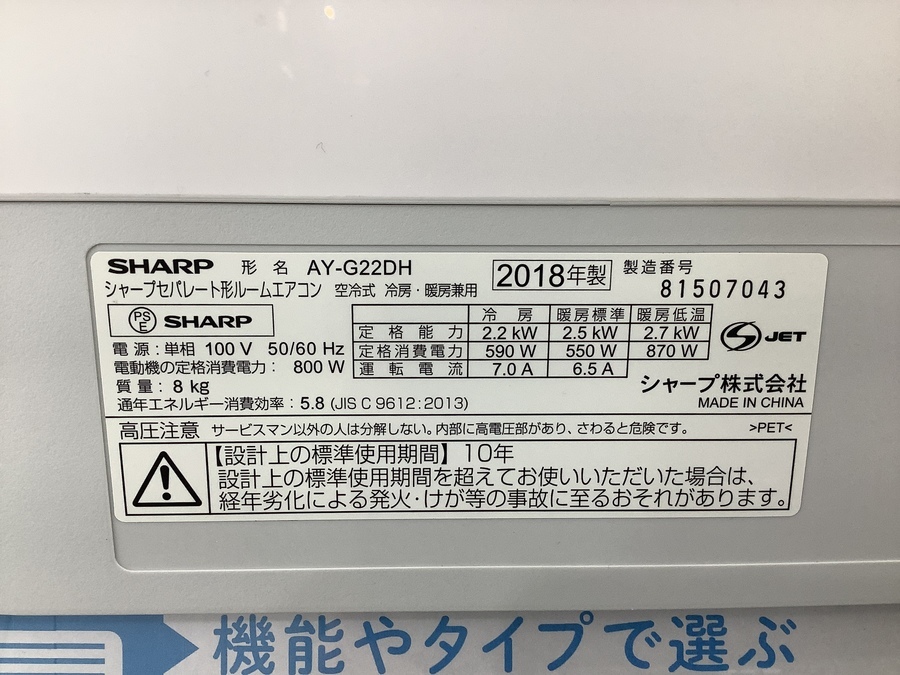 SHARP 形名 AY-G22DH 2018年製 製造番号 81507043
シャープセパレート形ルームエアコン 空冷式 冷房・暖房兼用
PSE SHARP
冷房 暖房標準 暖房低温
定格能力 2.2 kW 2.5 kW 2.7 kW
定格消費電力 590 W 550 W 870 W
運転電流 7.0 A 6.5 A
JET
電源:単相 100 V 50/60 Hz
電動機の定格消費電力: 800 W
質量: 8 kg
通年エネルギー消費効率: 5.8 (JIS C 9612:2013)
シャープ株式会社
MADE IN CHINA
高圧注意 サービスマン以外の人は分解しない。内部に高電圧部があり、さわると危険です。 >PET<
【設計上の標準使用期間】10年
設計上の標準使用期間を超えてお使いいただいた場合は、
経年劣化による発火・けが等の事故に至るおそれがあります。
機能やタイプで選ぶ